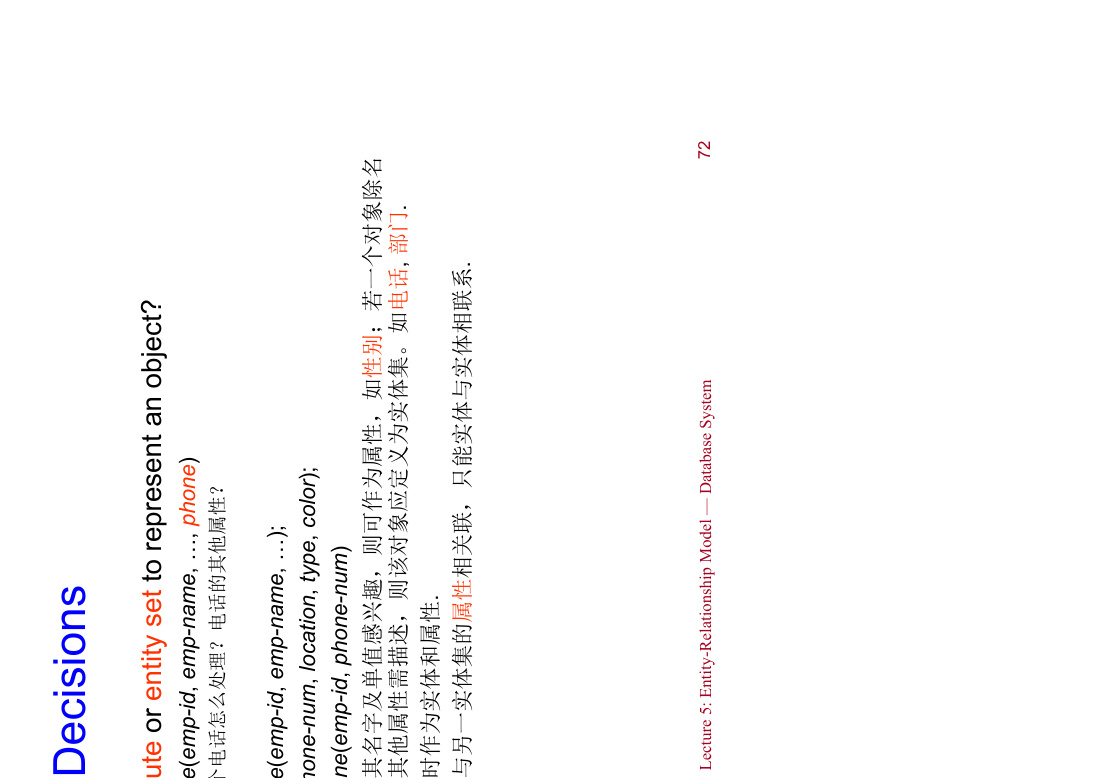 Decisions
ute or entity set to represent an object?
e(emp-id, emp-name, …, phone)
个电话怎么处理？电话的其他属性？
e(emp-id, emp-name, …);
hone-num, location, type, color);
ne(emp-id, phone-num)
其名字及单值感兴趣，则可作为属性，如性别；若一个对象除名
其他属性需描述，则该对象应定义为实体集。如电话, 部门.
时作为实体和属性.
与另一实体集的属性相关联，只能实体与实体相联系.
Lecture 5: Entity-Relationship Model — Database System
72